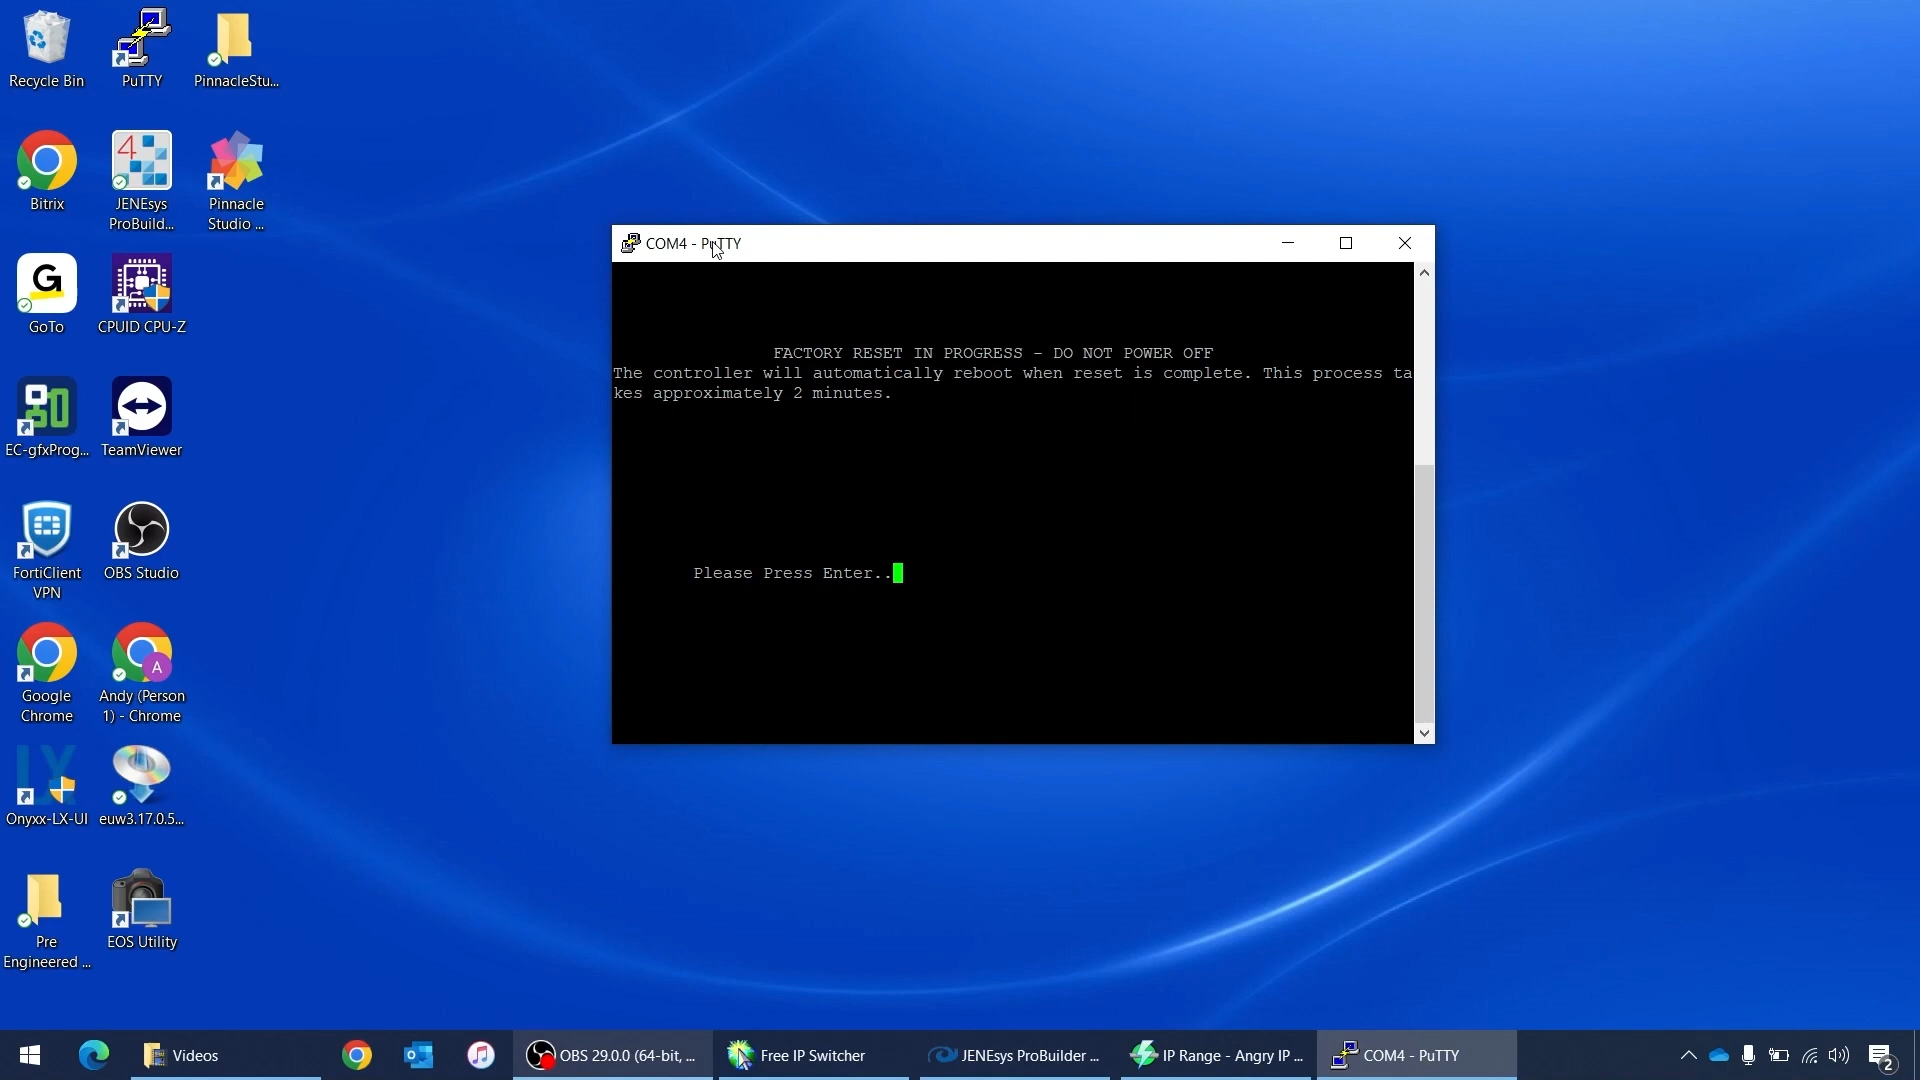 Recycle Bin
PuTTY
PinnacleStu...
Bitrix
4
JENEsys
ProBuild...
Pinnacle
Studio ...
G
GoTo
CPUID CPU-Z
EC-gfxProg...
TeamViewer
FortiClient
VPN
OBS Studio
Google
Chrome
A
Andy (Person
1) - Chrome
LX
Onyxx-LX-UI
euw3.17.0.5...
Pre
Engineered ...
EOS Utility
COM4 - PuTTY
FACTORY RESET IN PROGRESS - DO NOT POWER OFF
The controller will automatically reboot when reset is complete. This process ta
kes approximately 2 minutes.
Please Press Enter..
Videos
OBS 29.0.0 (64-bit, ...
Free IP Switcher
JENEsys ProBuilder ...
IP Range - Angry IP ...
COM4 - PuTTY
2